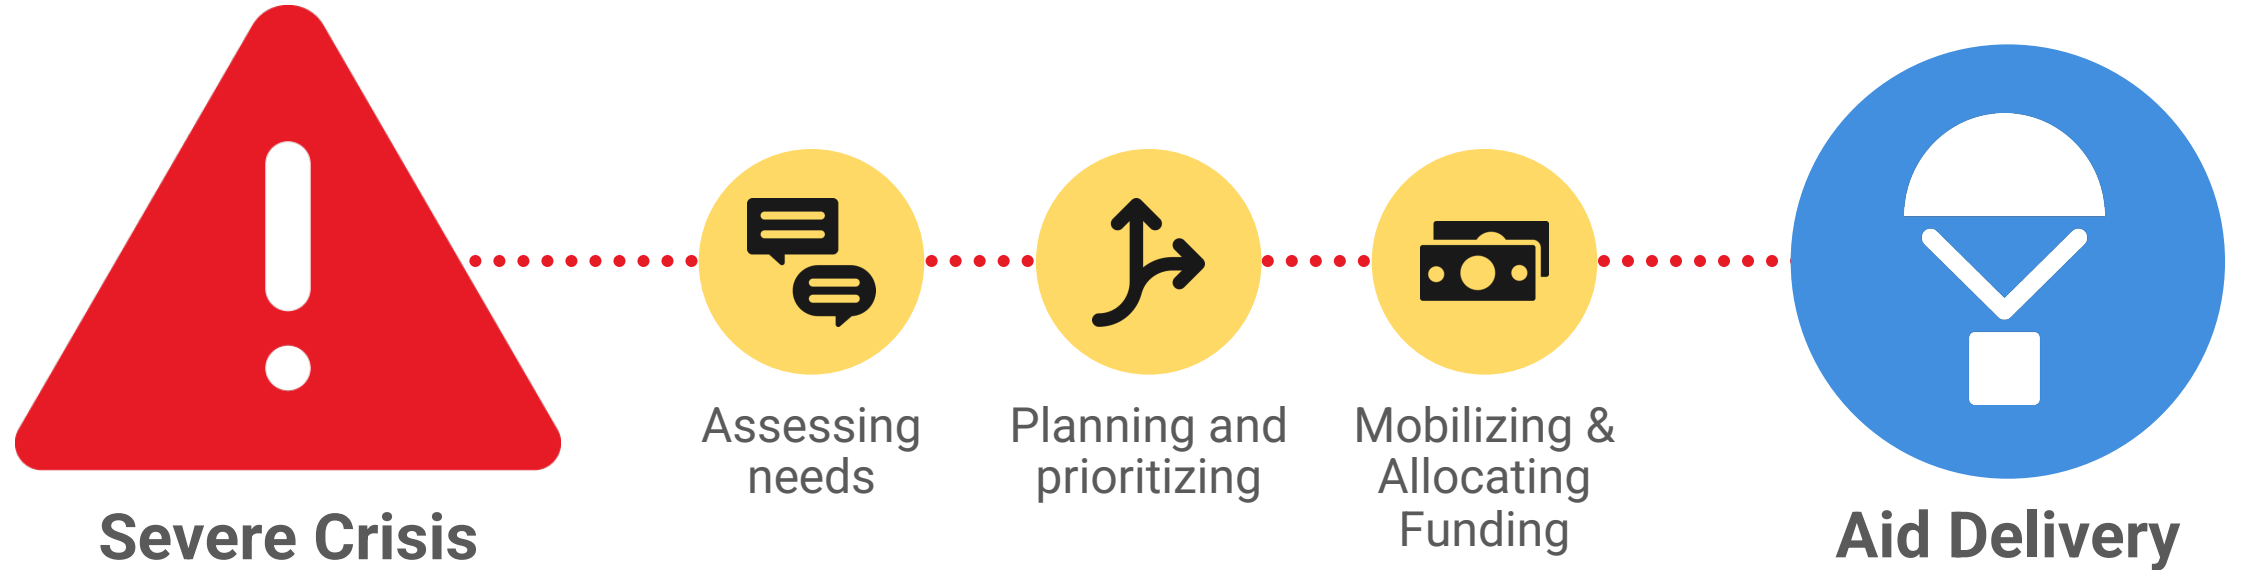 Assessing
needs
Planning and
prioritizing
Mobilizing &
Allocating
Funding
Severe Crisis
Aid Delivery